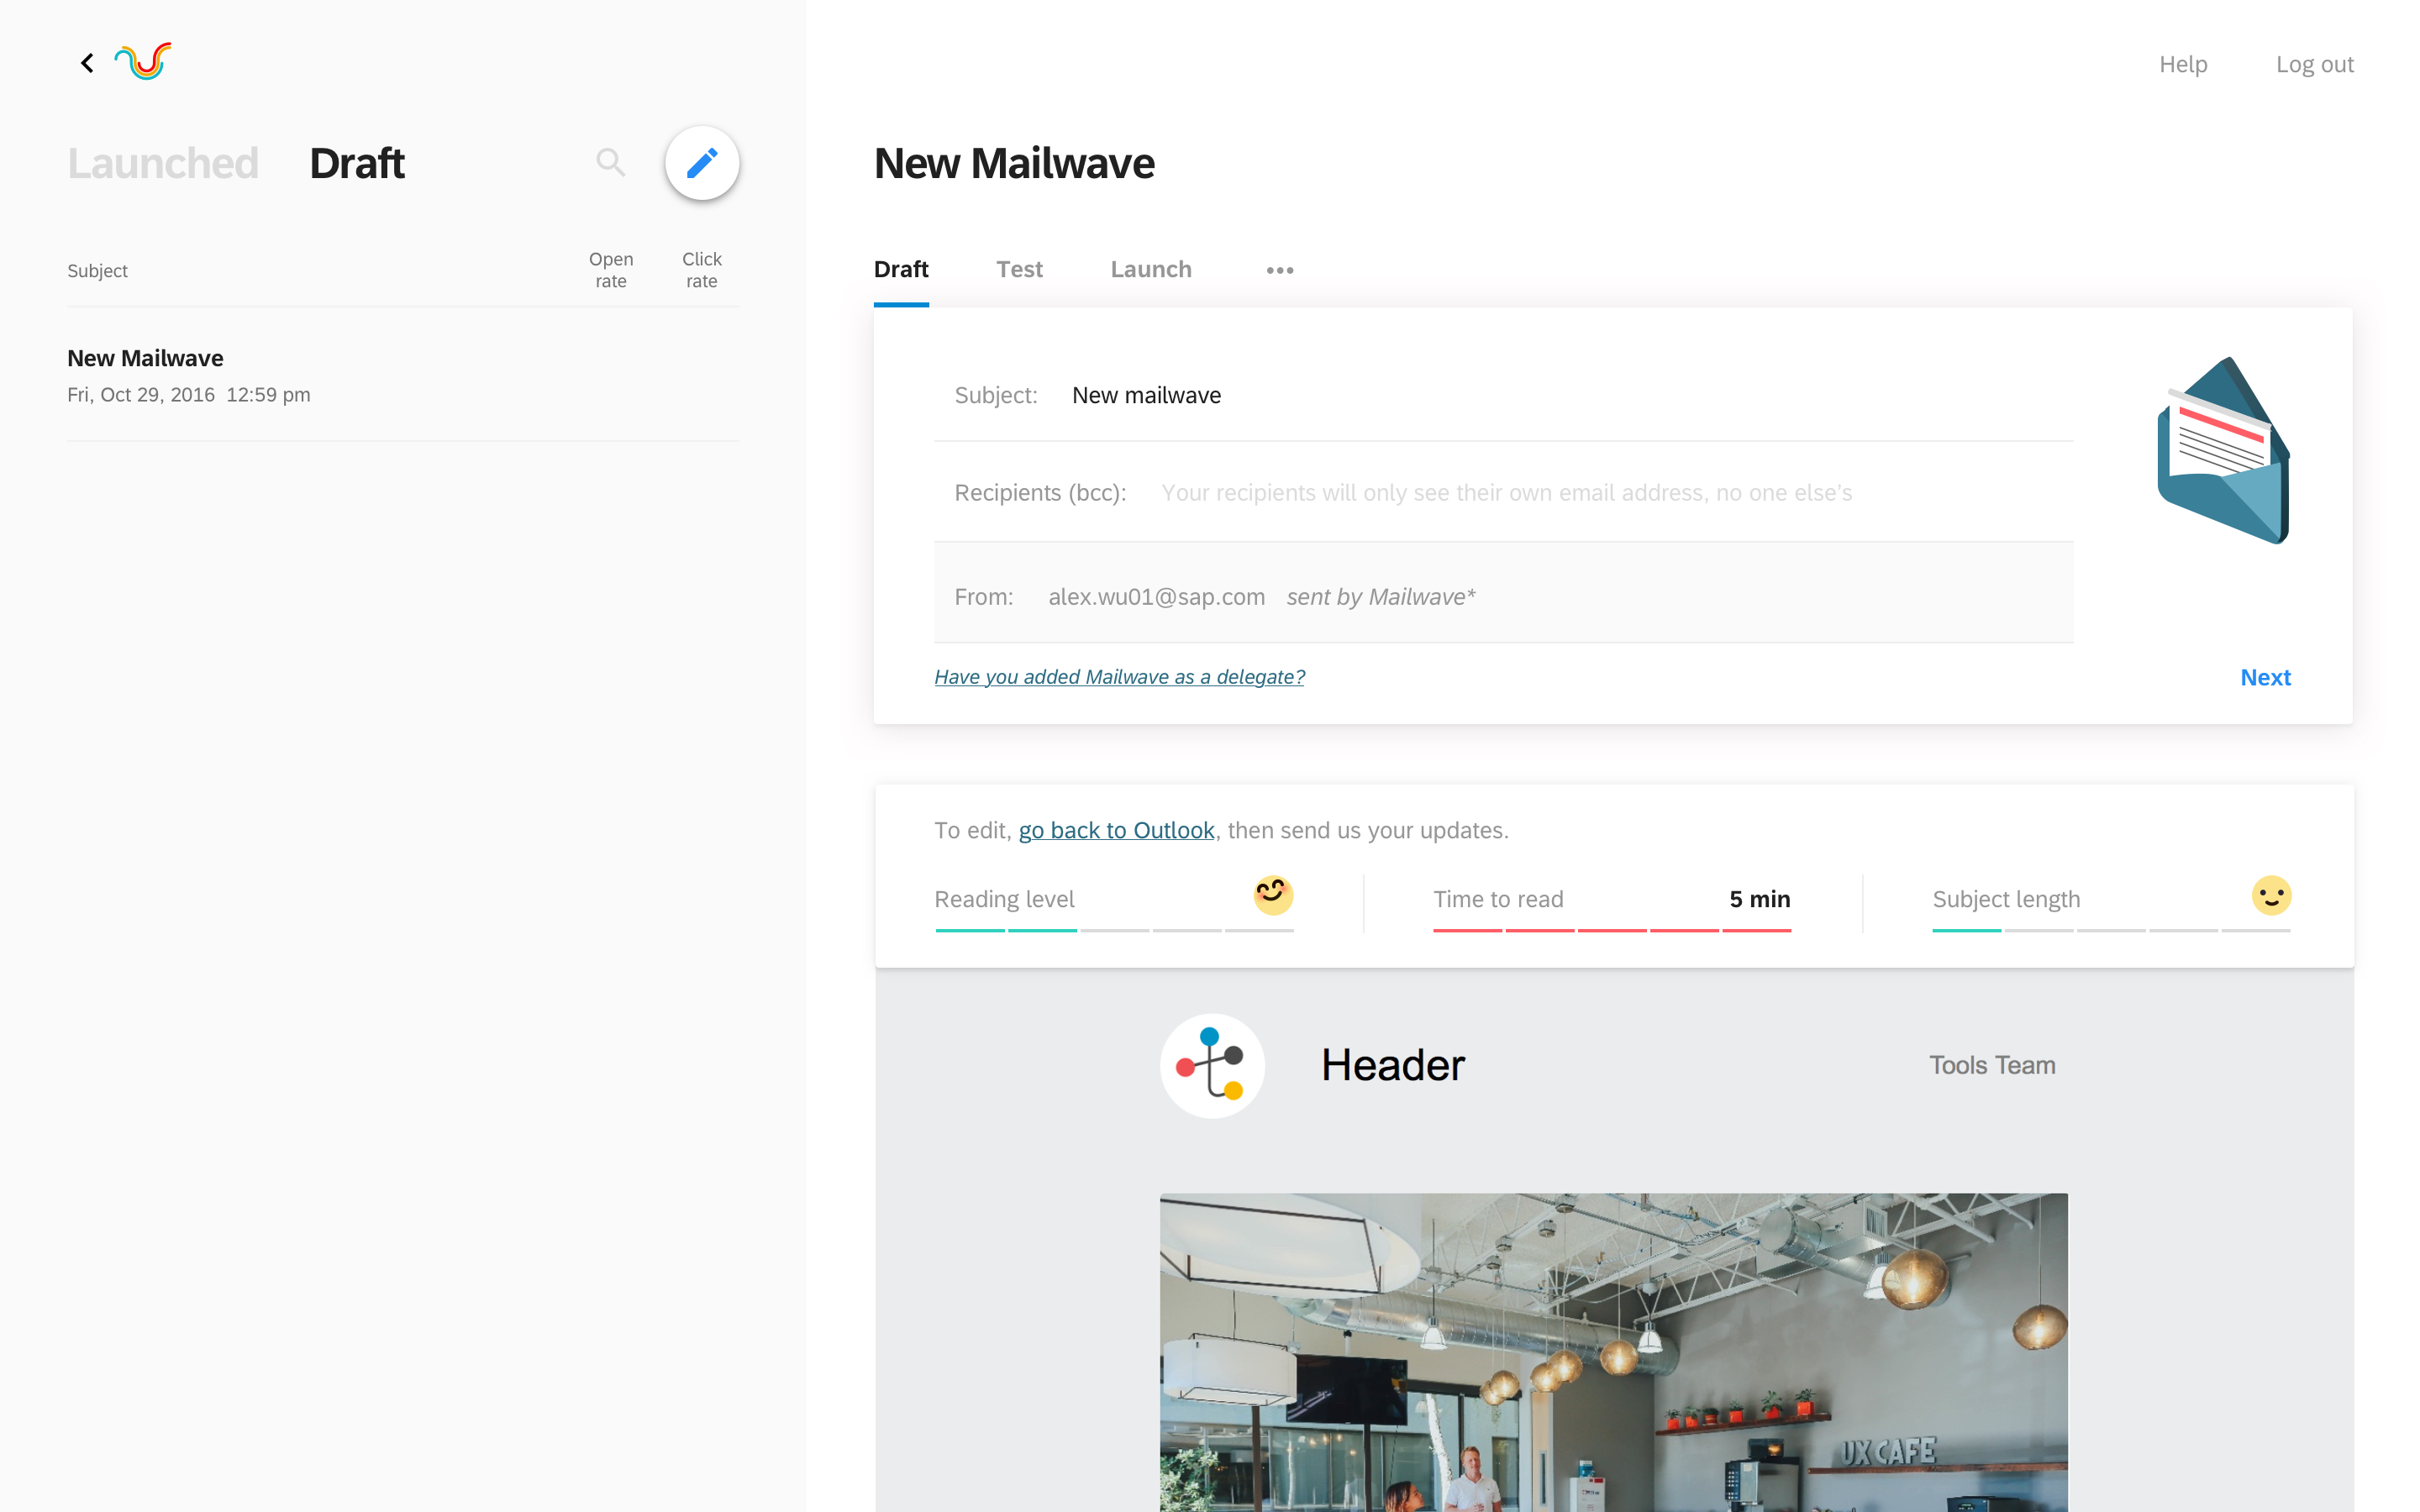 Help Log out
Launched Draft
Subject Open rate Click rate
New Mailwave
Fri, Oct 29, 2016 12:59 pm
New Mailwave
Draft Test Launch •••
Subject: New mailwave
Recipients (bcc): Your recipients will only see their own email address, no one else’s
From: alex.wu01@sap.com sent by Mailwave*
Have you added Mailwave as a delegate? Next
To edit, go back to Outlook, then send us your updates.
Reading level Time to read 5 min Subject length
Header Tools Team
UX CAFE